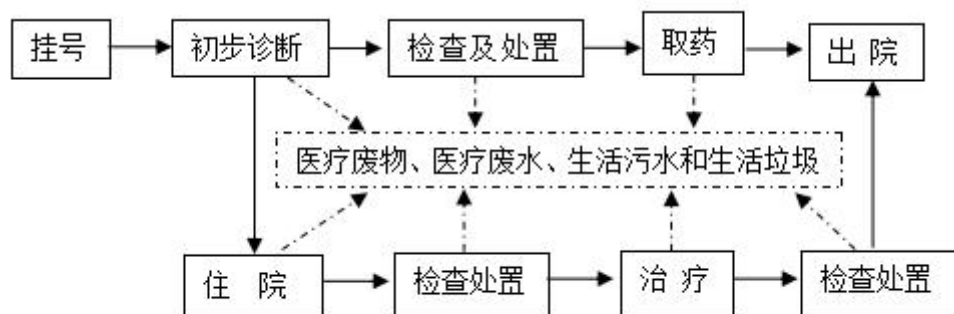 挂号 初步诊断 检查及处置 取药 出 院
医疗废物、医疗废水、生活污水和生活垃圾
住 院 检查处置 治 疗 检查处置